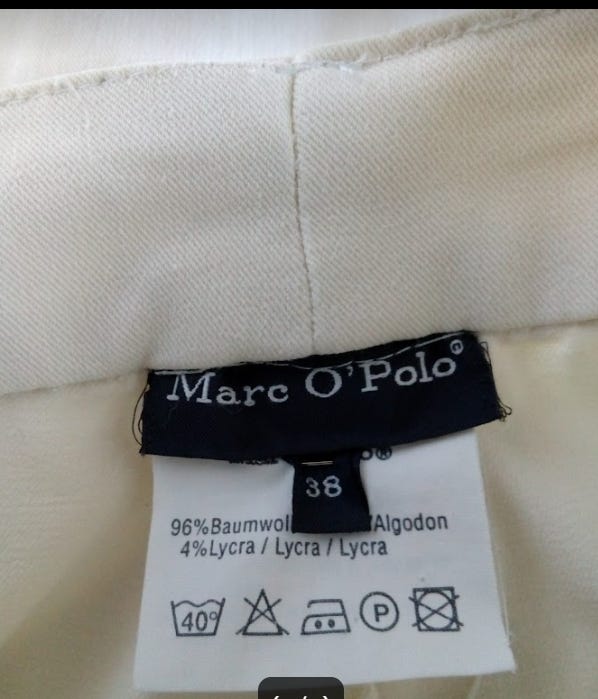 Marc O'Polo®
38
96%Baumwol /Algodon
4%Lycra / Lycra / Lycra
40° P